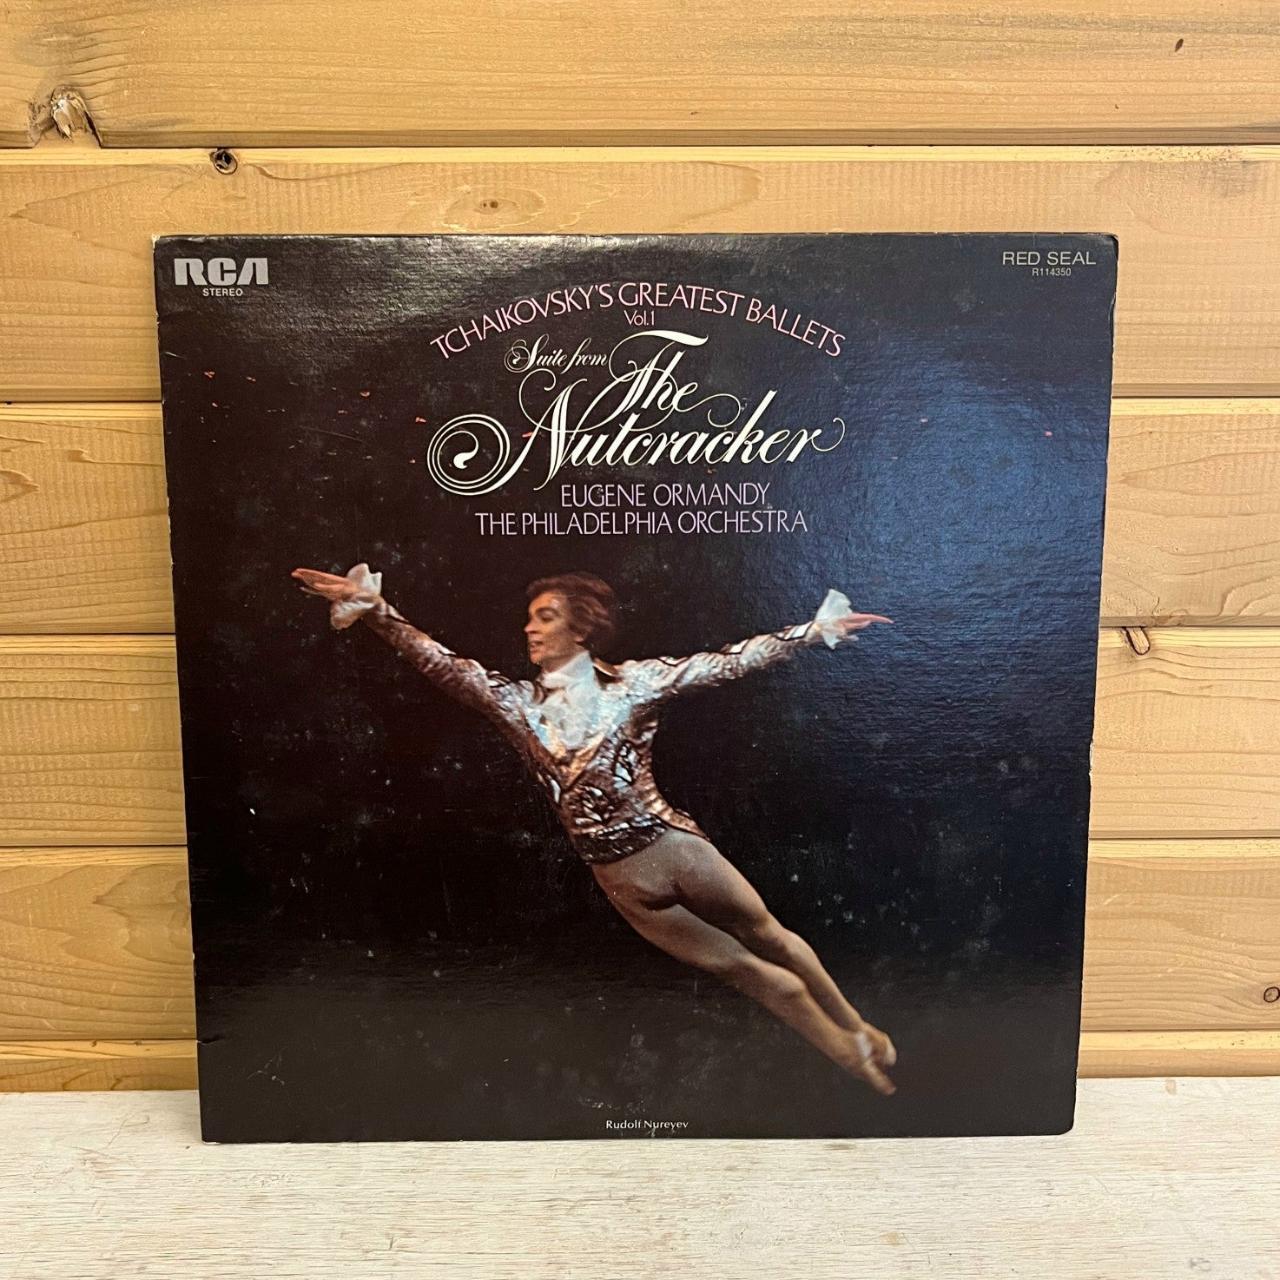 RCA
STEREO
RED SEAL
R114350
TCHAIKOVSKY'S GREATEST BALLETS
Vol.1
Suite from The
Nutcracker
EUGENE ORMANDY
THE PHILADELPHIA ORCHESTRA
Rudolf Nureyev